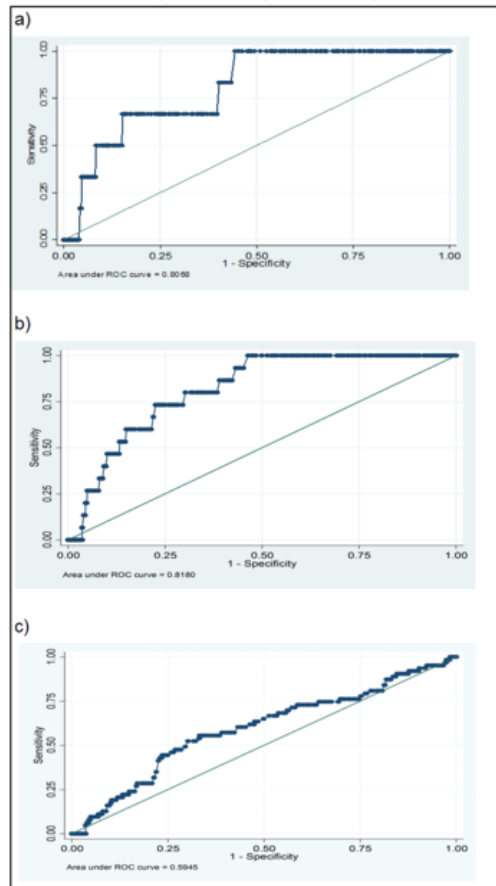 a)
1.00
0.75
Sensitivity
0.50
0.25
0.00
0.00 0.25 0.50 0.75 1.00
1 - Specificity
Area under ROC curve = 0.8068
b)
1.00
0.75
Sensitivity
0.50
0.25
0.00
0.00 0.25 0.50 0.75 1.00
1 - Specificity
Area under ROC curve = 0.8180
c)
1.00
0.75
Sensitivity
0.50
0.25
0.00
0.00 0.25 0.50 0.75 1.00
1 - Specificity
Area under ROC curve = 0.5945